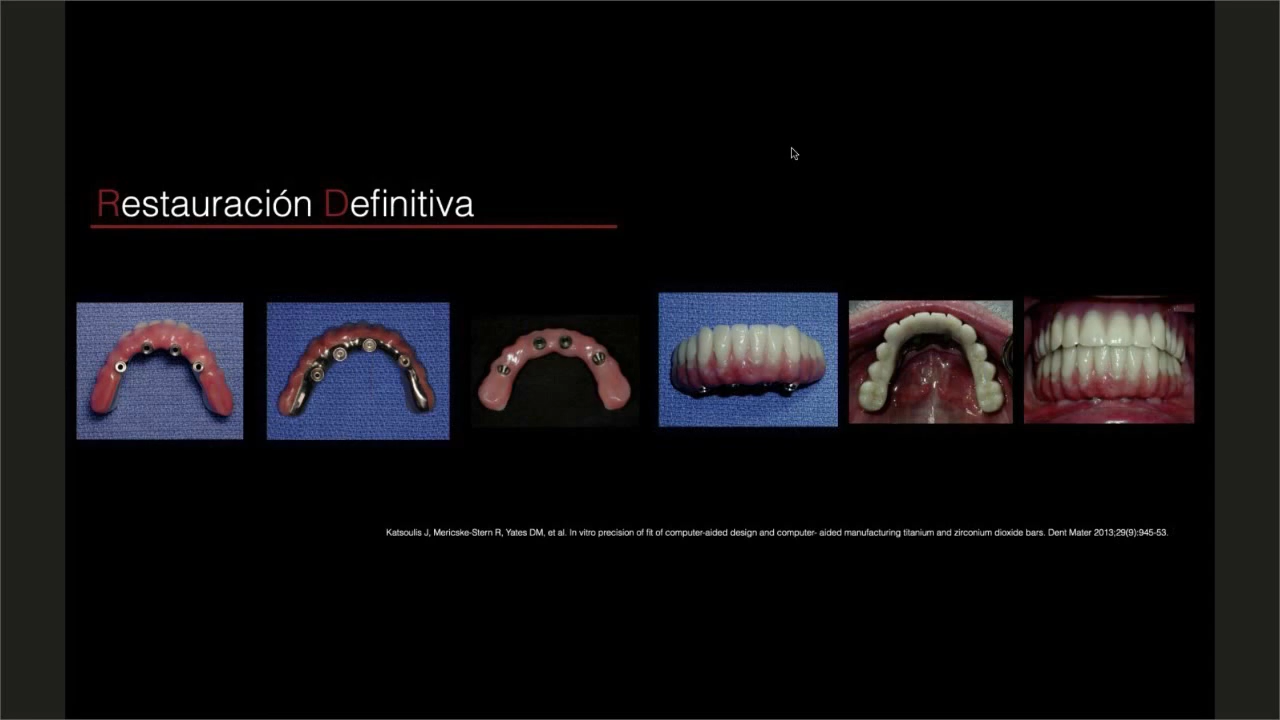 Restauración Definitiva
Katsoulis J, Mericske-Stern R, Yates DM, et al. In vitro precision of fit of computer-aided design and computer- aided manufacturing titanium and zirconium dioxide bars. Dent Mater 2013;29(9):945-53.